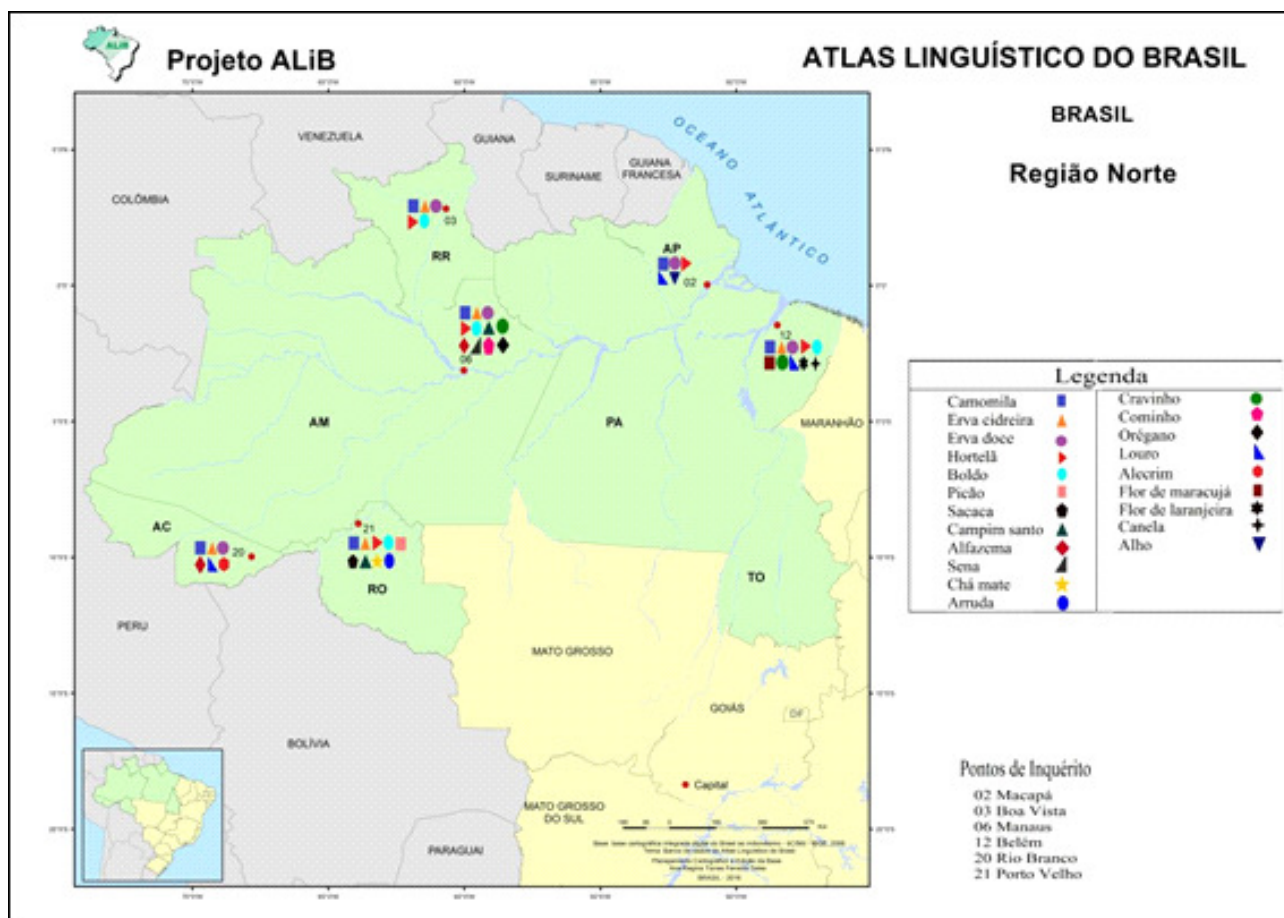 ALiB
Projeto ALiB
ATLAS LINGUÍSTICO DO BRASIL
BRASIL
Região Norte
VENEZUELA
GUIANA
SURINAME
GUIANA
FRANCESA
COLÔMBIA
OCEANO ATLÂNTICO
03
RR
AP
02
12
06
AM
PA
MARANHÃO
AC
20
21
RO
TO
PERU
MATO GROSSO
GOIÁS
DF
BOLÍVIA
Capital
MATO GROSSO
DO SUL
PARAGUAI
Legenda
Camomila
Erva cidreira
Erva doce
Hortelã
Boldo
Picão
Sacaca
Campim santo
Alfazema
Sena
Chá mate
Arruda
Cravinho
Cominho
Orégano
Louro
Alecrim
Flor de maracujá
Flor de laranjeira
Canela
Alho
Pontos de Inquérito
02 Macapá
03 Boa Vista
06 Manaus
12 Belém
20 Rio Branco
21 Porto Velho